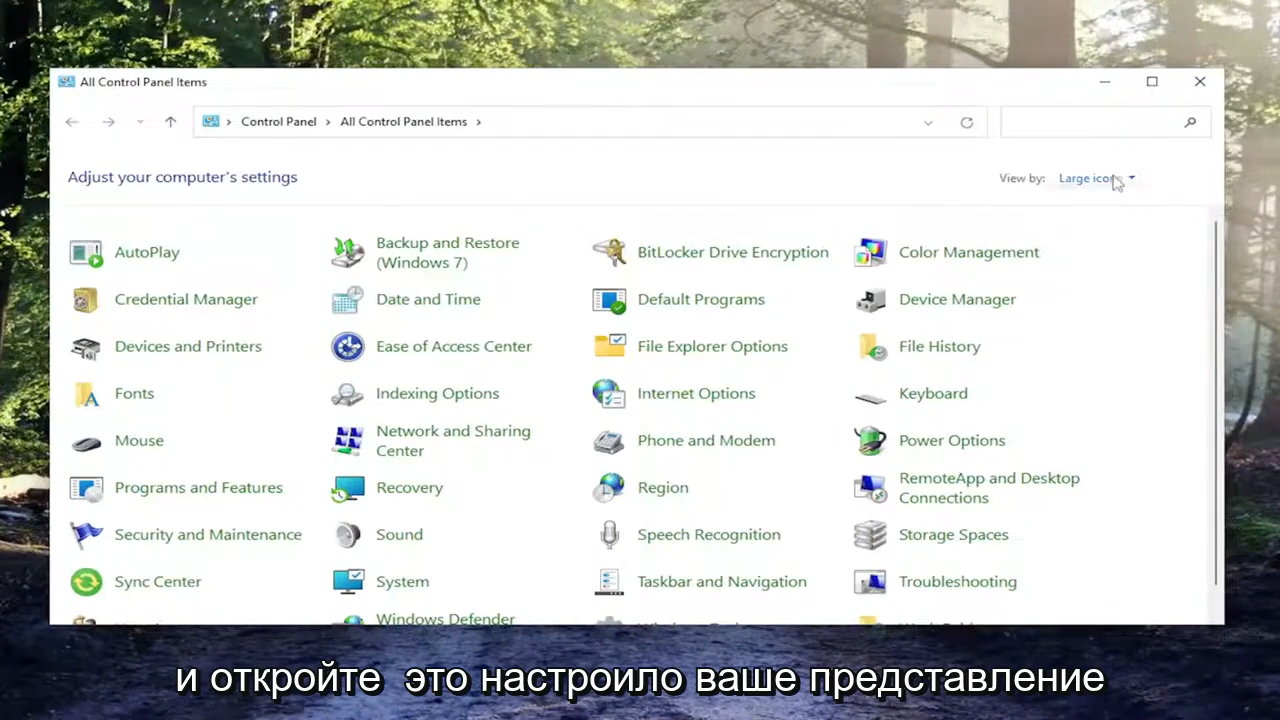 All Control Panel Items
Control Panel › All Control Panel Items ›
Adjust your computer's settings
View by: Large icons
AutoPlay
Backup and Restore
(Windows 7)
BitLocker Drive Encryption
Color Management
Credential Manager
Date and Time
Default Programs
Device Manager
Devices and Printers
Ease of Access Center
File Explorer Options
File History
Fonts
Indexing Options
Internet Options
Keyboard
Mouse
Network and Sharing
Center
Phone and Modem
Power Options
Programs and Features
Recovery
Region
RemoteApp and Desktop
Connections
Security and Maintenance
Sound
Speech Recognition
Storage Spaces
Sync Center
System
Taskbar and Navigation
Troubleshooting
Windows Defender
и откройте это настроило ваше представление